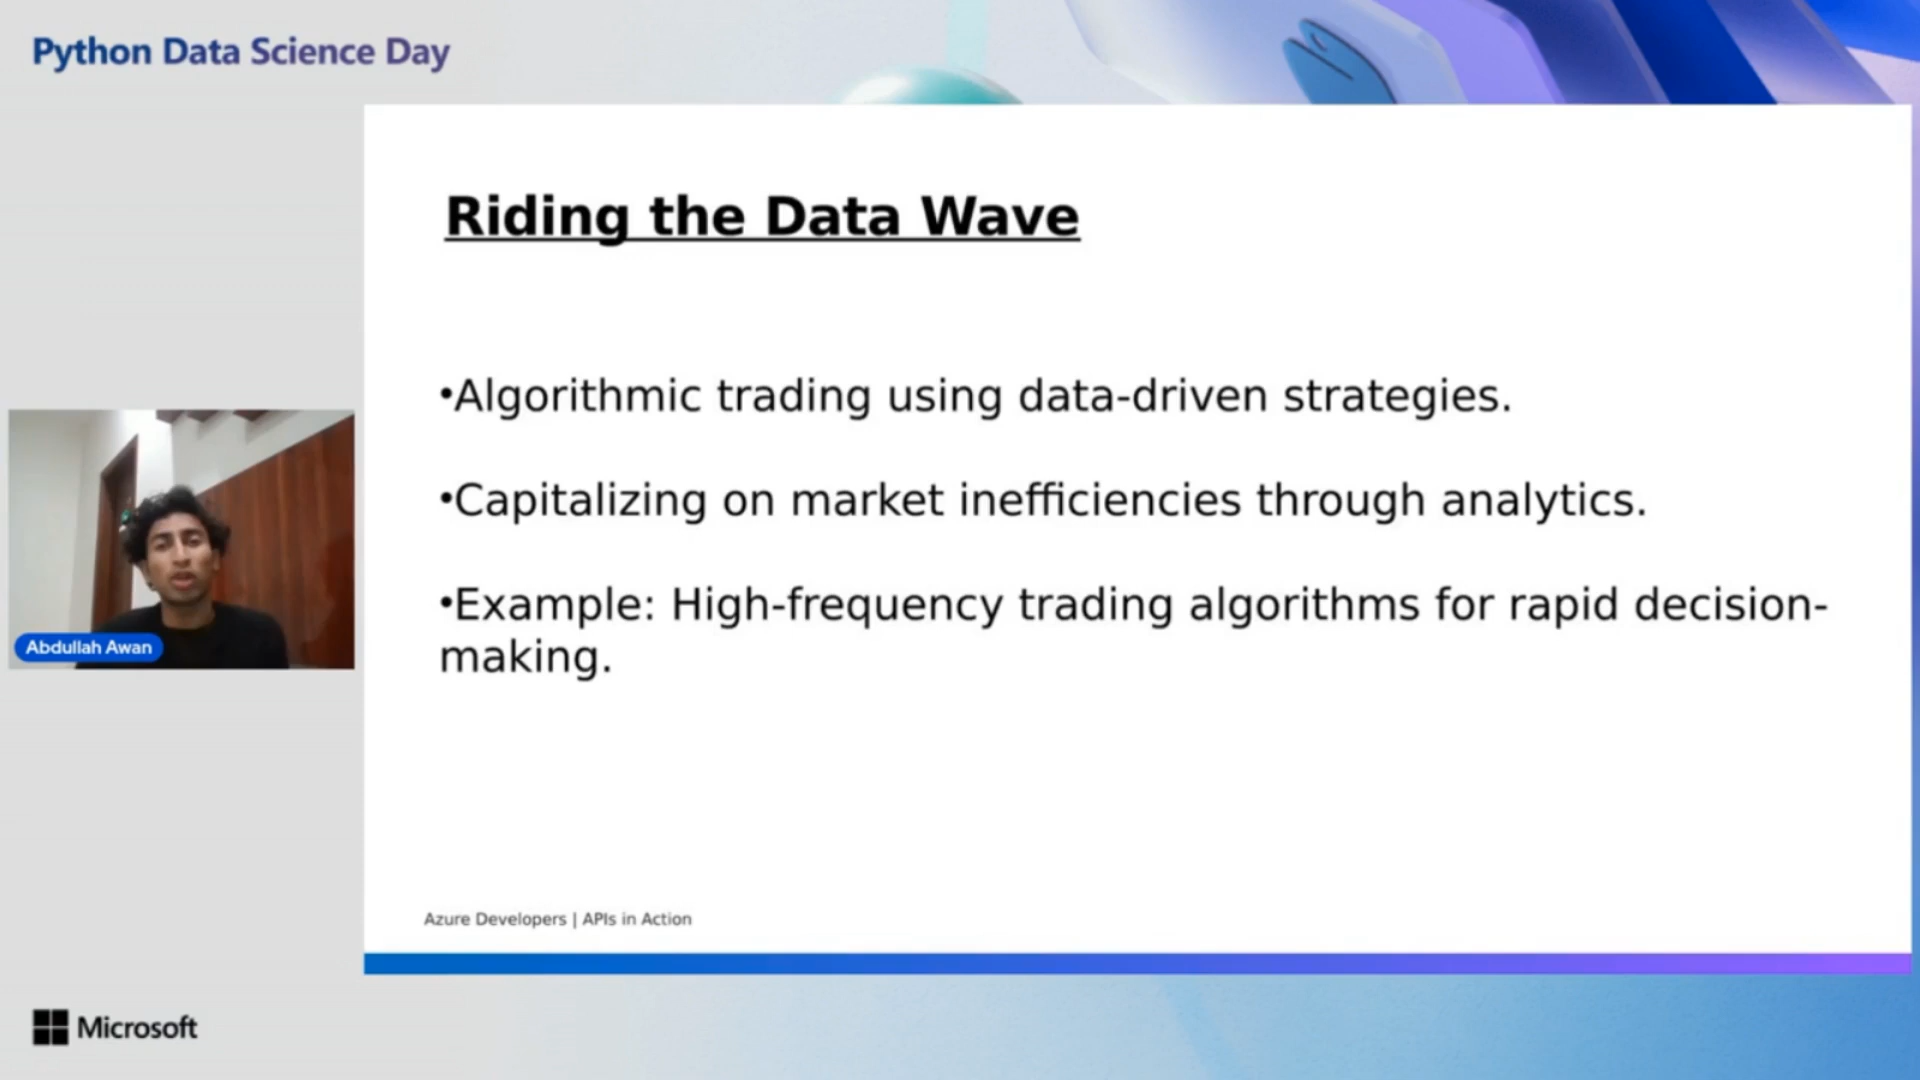 Python Data Science Day
Riding the Data Wave
•Algorithmic trading using data-driven strategies.
•Capitalizing on market inefficiencies through analytics.
•Example: High-frequency trading algorithms for rapid decision-
making.
Abdullah Awan
Azure Developers | APIs in Action
Microsoft